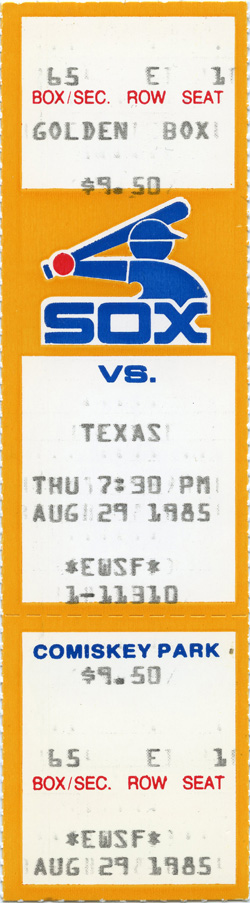 65 E 1
BOX/SEC. ROW SEAT
GOLDEN BOX
$9.50
SOX
VS.
TEXAS
THU 7:30 PM
AUG 29 1985
*EWSF*
1-11310
COMISKEY PARK
$9.50
65 E 1
BOX/SEC. ROW SEAT
*EWSF*
AUG 29 1985